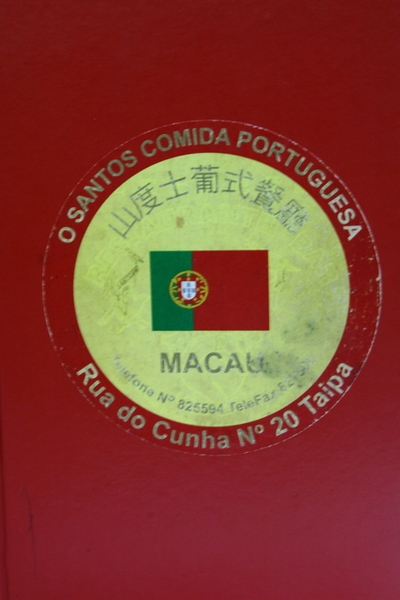 O SANTOS COMIDA PORTUGUESA
山度士葡式餐廳
MACAU
Telefone Nº 825594 TeleFax
Rua do Cunha Nº 20 Taipa